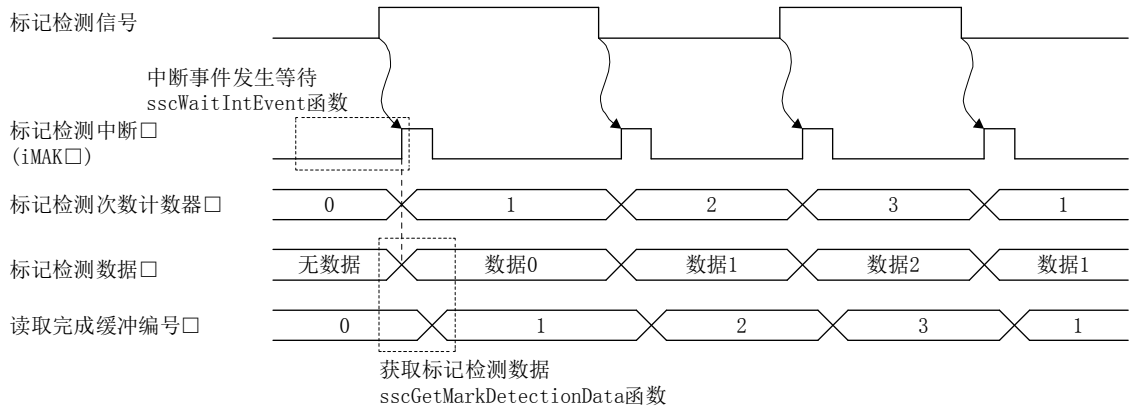 标记检测信号
中断事件发生等待
sscWaitIntEvent函数
标记检测中断□
(iMAK□)
标记检测次数计数器□ 0 1 2 3 1
标记检测数据□ 无数据 数据0 数据1 数据2 数据1
读取完成缓冲编号□ 0 1 2 3 1
获取标记检测数据
sscGetMarkDetectionData函数